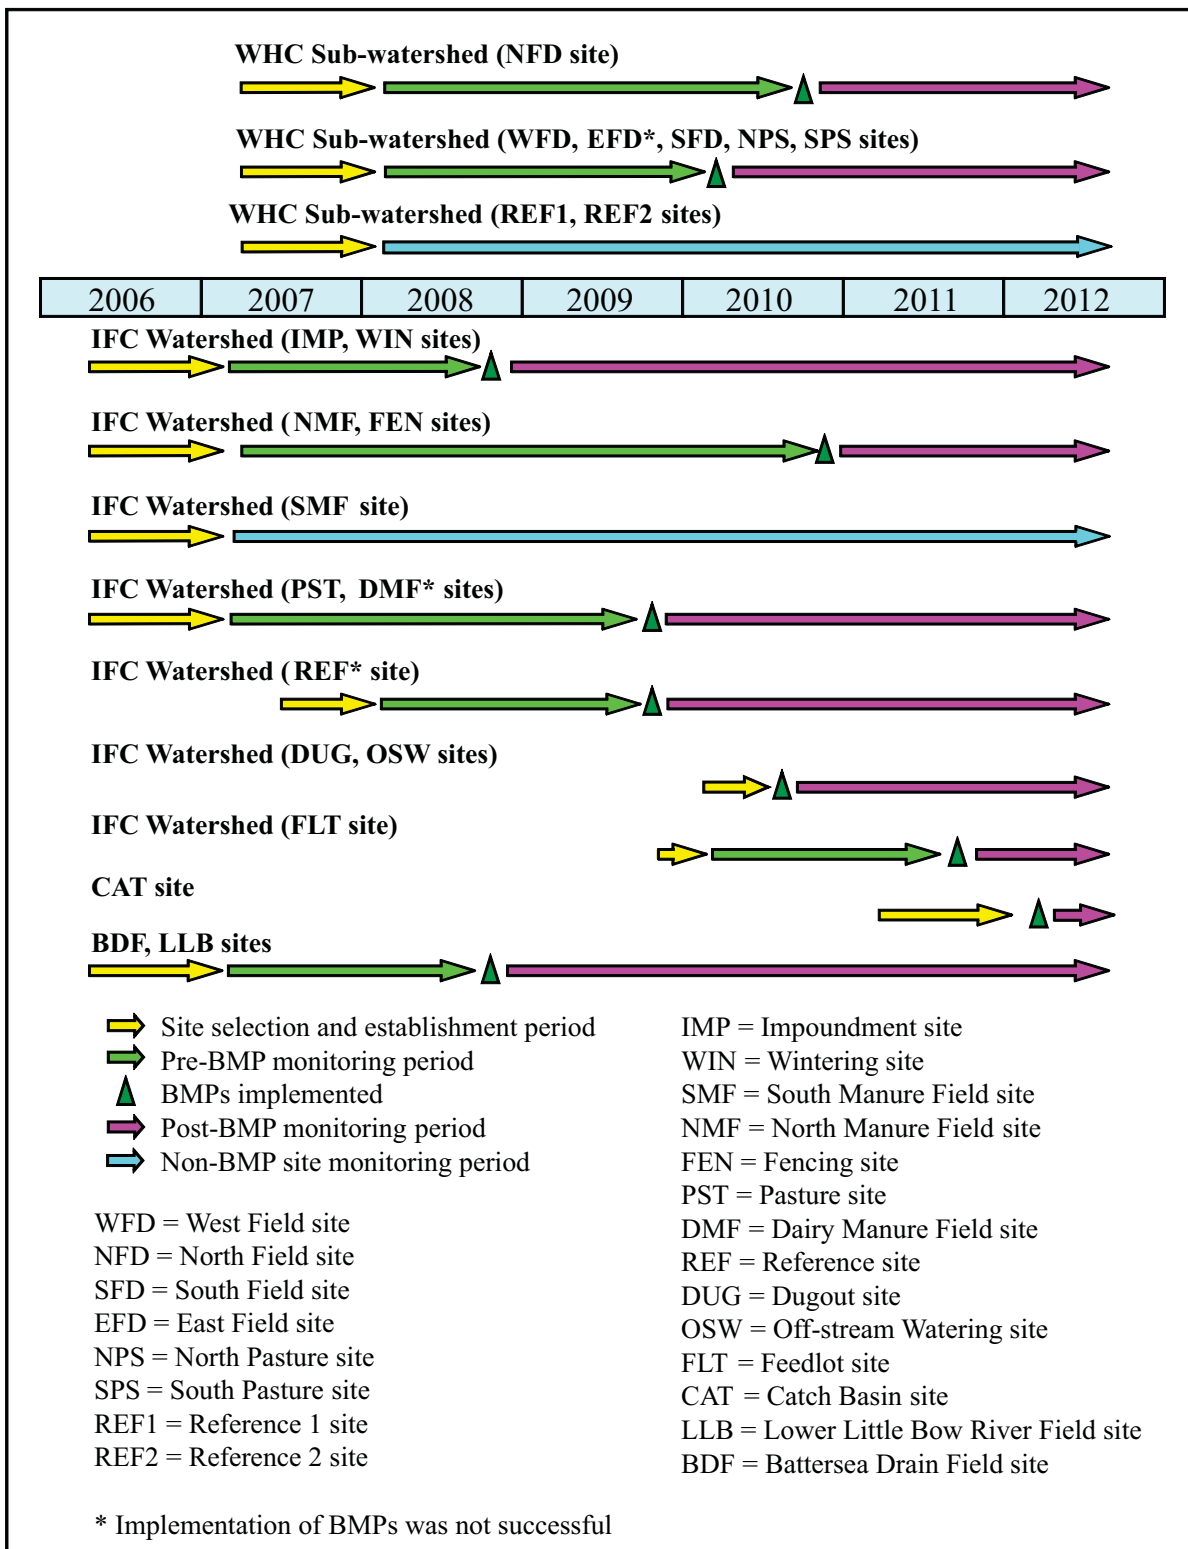 WHC Sub-watershed (NFD site)
WHC Sub-watershed (WFD, EFD*, SFD, NPS, SPS sites)
WHC Sub-watershed (REF1, REF2 sites)
2006 2007 2008 2009 2010 2011 2012
IFC Watershed (IMP, WIN sites)
IFC Watershed (NMF, FEN sites)
IFC Watershed (SMF site)
IFC Watershed (PST, DMF* sites)
IFC Watershed (REF* site)
IFC Watershed (DUG, OSW sites)
IFC Watershed (FLT site)
CAT site
BDF, LLB sites
Site selection and establishment period
Pre-BMP monitoring period
BMPs implemented
Post-BMP monitoring period
Non-BMP site monitoring period
WFD = West Field site
NFD = North Field site
SFD = South Field site
EFD = East Field site
NPS = North Pasture site
SPS = South Pasture site
REF1 = Reference 1 site
REF2 = Reference 2 site
IMP = Impoundment site
WIN = Wintering site
SMF = South Manure Field site
NMF = North Manure Field site
FEN = Fencing site
PST = Pasture site
DMF = Dairy Manure Field site
REF = Reference site
DUG = Dugout site
OSW = Off-stream Watering site
FLT = Feedlot site
CAT = Catch Basin site
LLB = Lower Little Bow River Field site
BDF = Battersea Drain Field site
* Implementation of BMPs was not successful